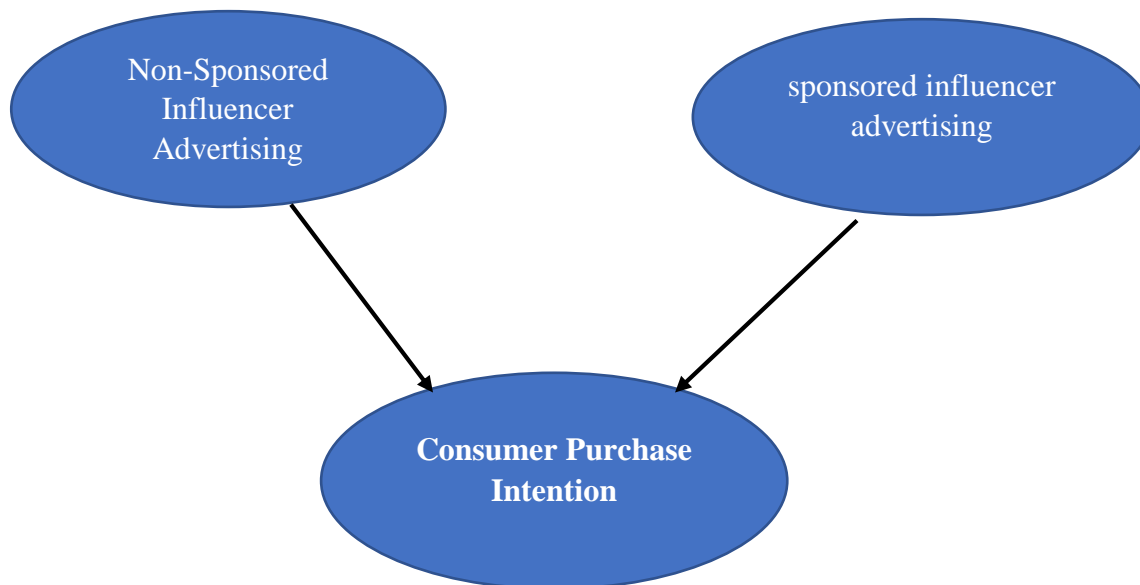 Non-Sponsored
Influencer
Advertising
sponsored influencer
advertising
Consumer Purchase
Intention